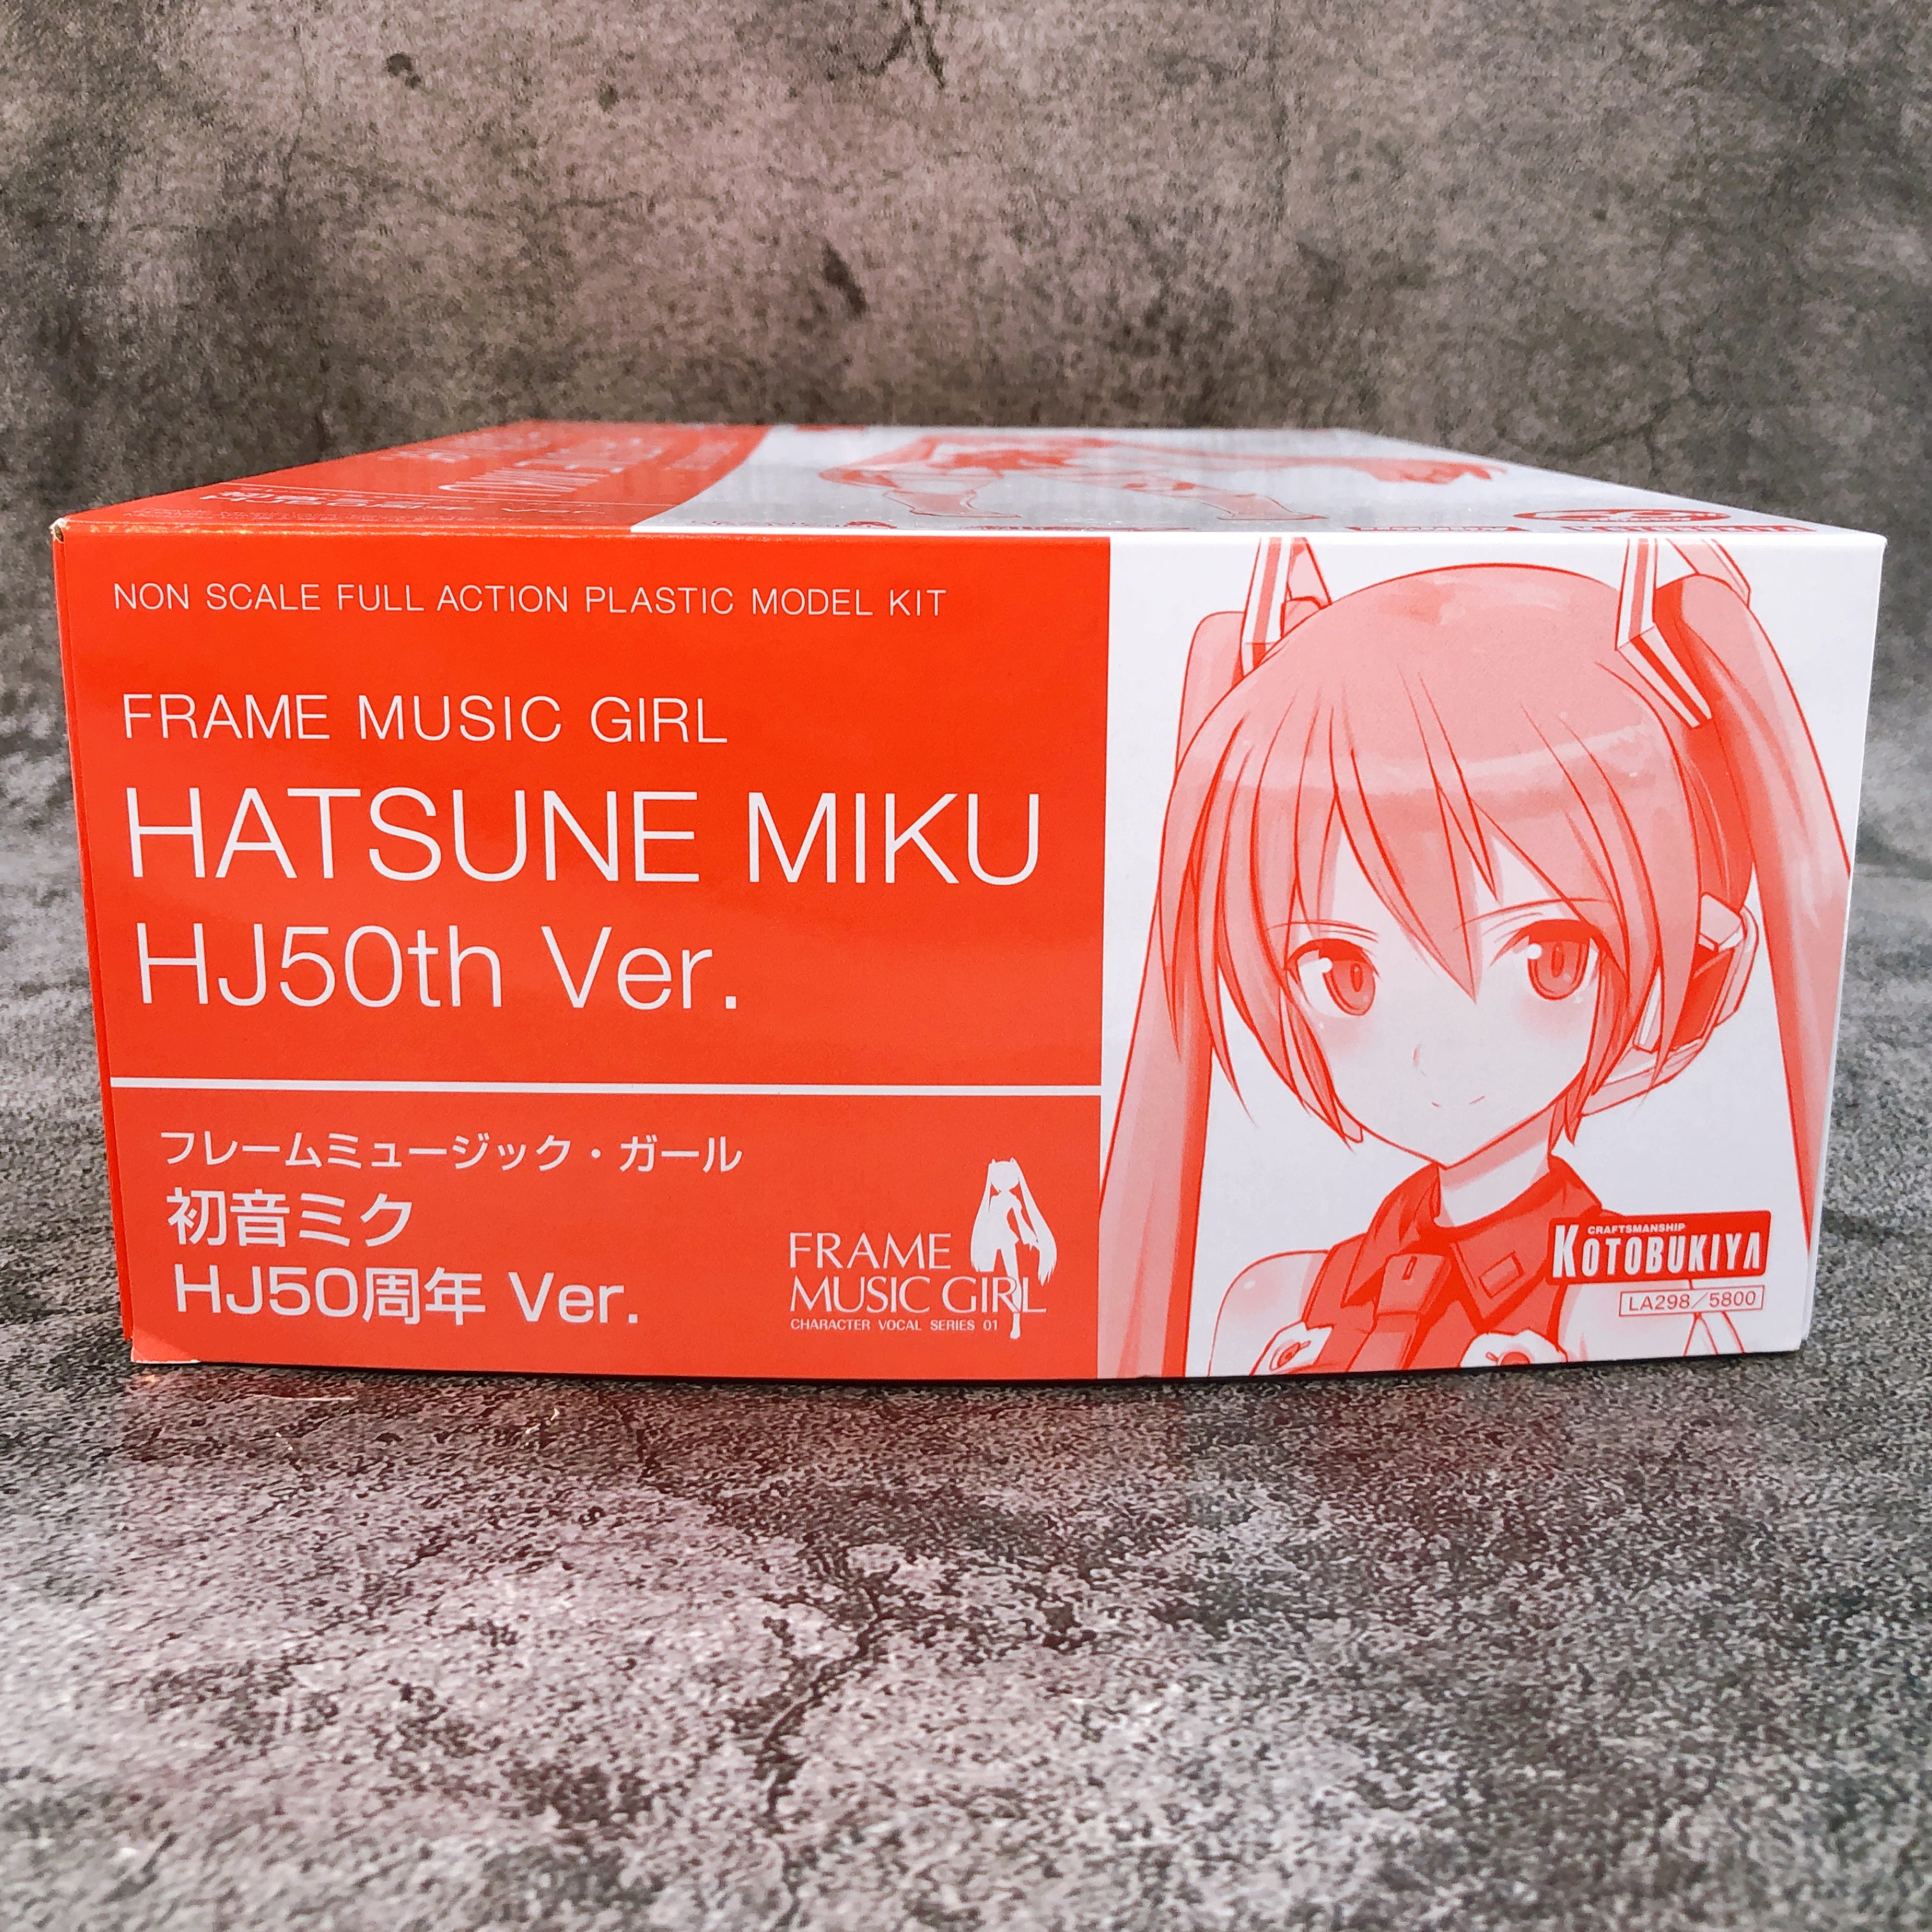 NON SCALE FULL ACTION PLASTIC MODEL KIT
FRAME MUSIC GIRL
HATSUNE MIKU
HJ50th Ver.
フレームミュージック・ガール
初音ミク
HJ50周年 Ver.
FRAME
MUSIC GIRL
CHARACTER VOCAL SERIES 01
CRAFTSMANSHIP
KOTOBUKIYA
LA298／5800